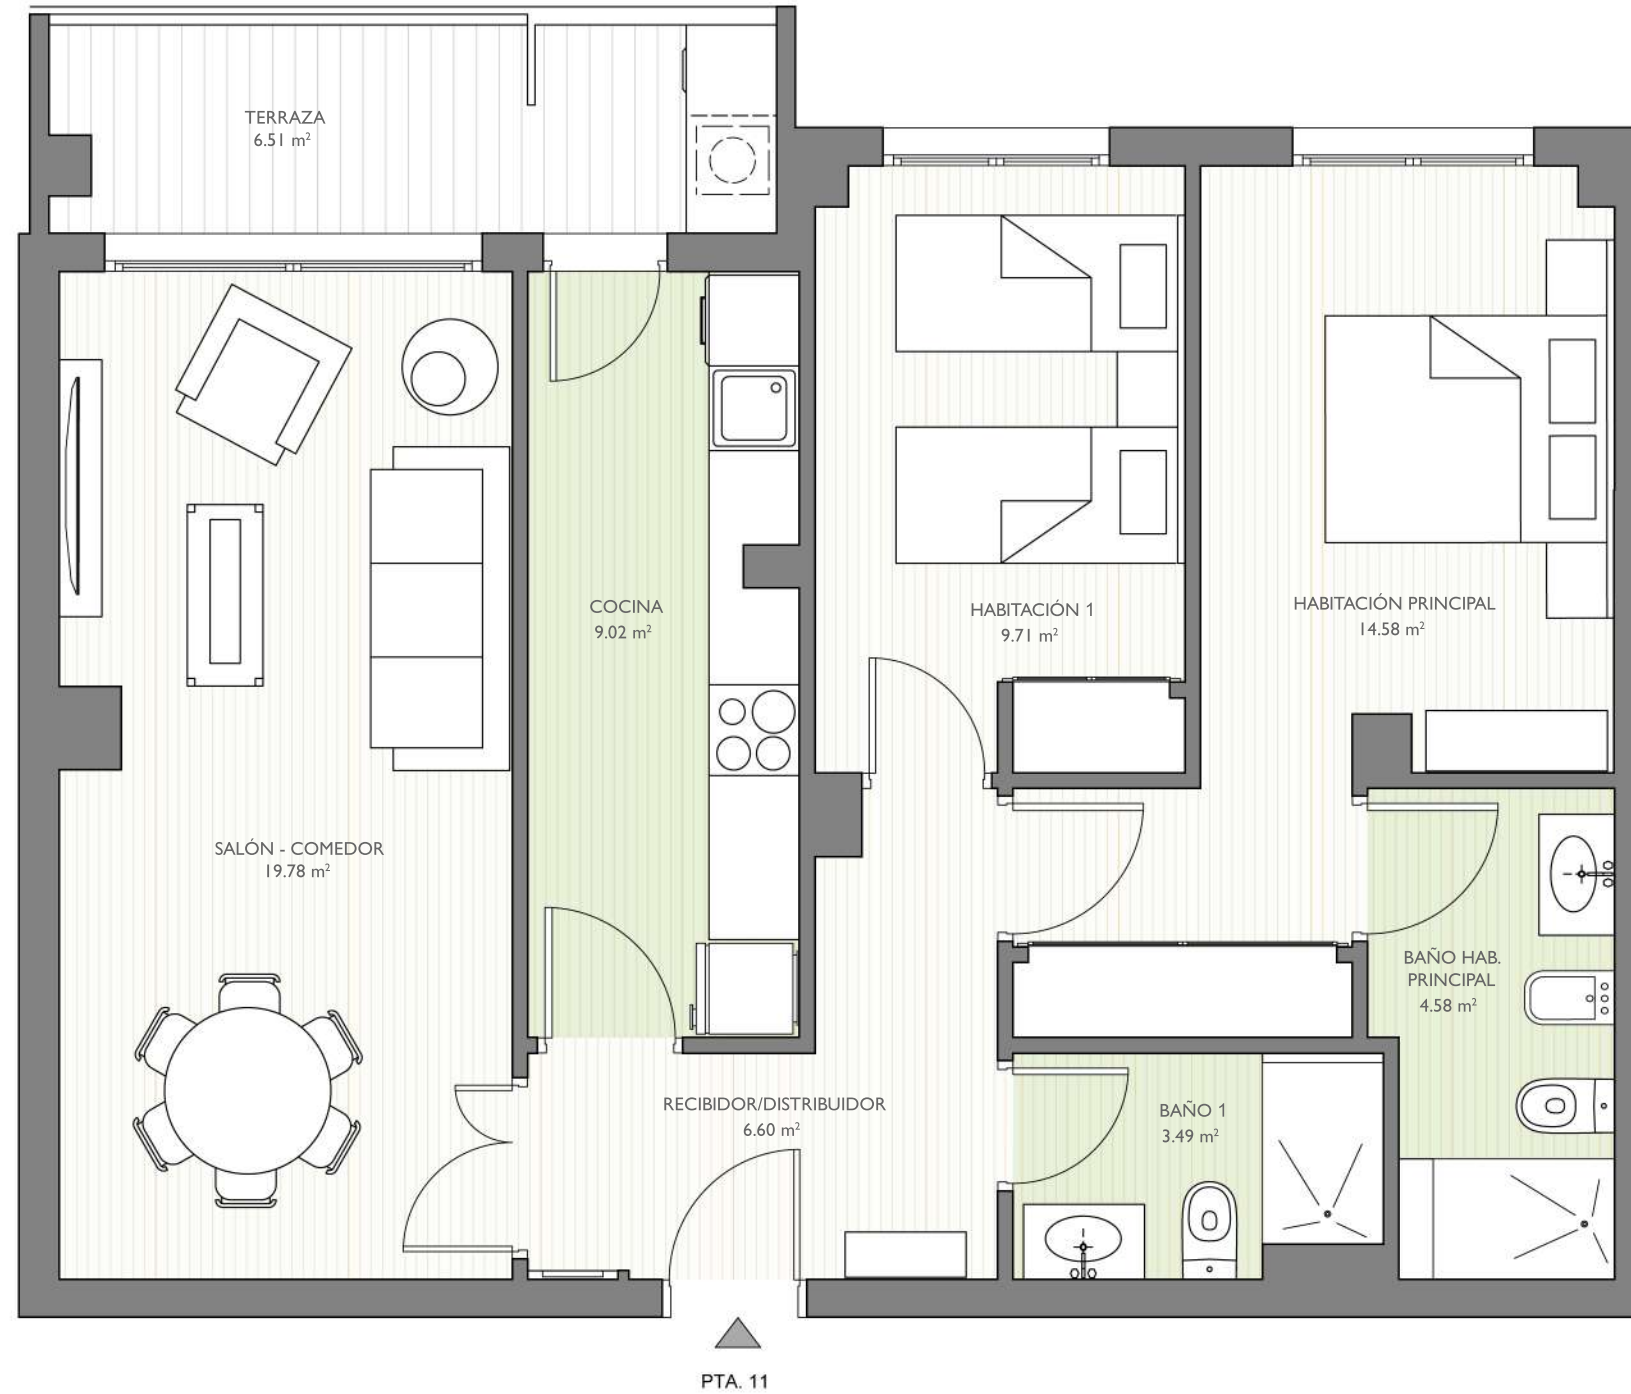 TERRAZA
6.51 m²
COCINA
9.02 m²
HABITACIÓN 1
9.71 m²
HABITACIÓN PRINCIPAL
14.58 m²
SALÓN - COMEDOR
19.78 m²
BAÑO HAB.
PRINCIPAL
4.58 m²
RECIBIDOR/DISTRIBUIDOR
6.60 m²
BAÑO 1
3.49 m²
PTA. 11